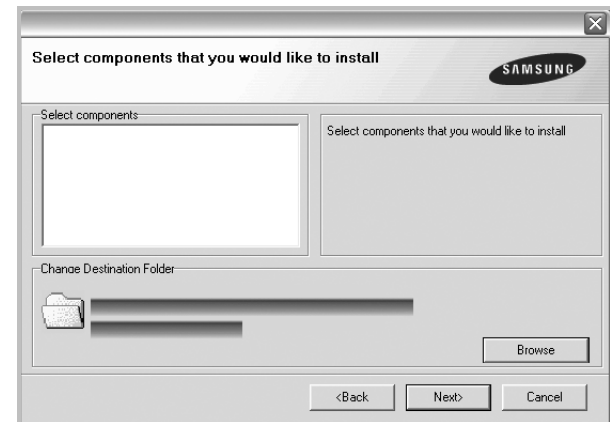 Select components that you would like to install
SAMSUNG
Select components
Select components that you would like to install
Change Destination Folder
Browse
<Back
Next>
Cancel